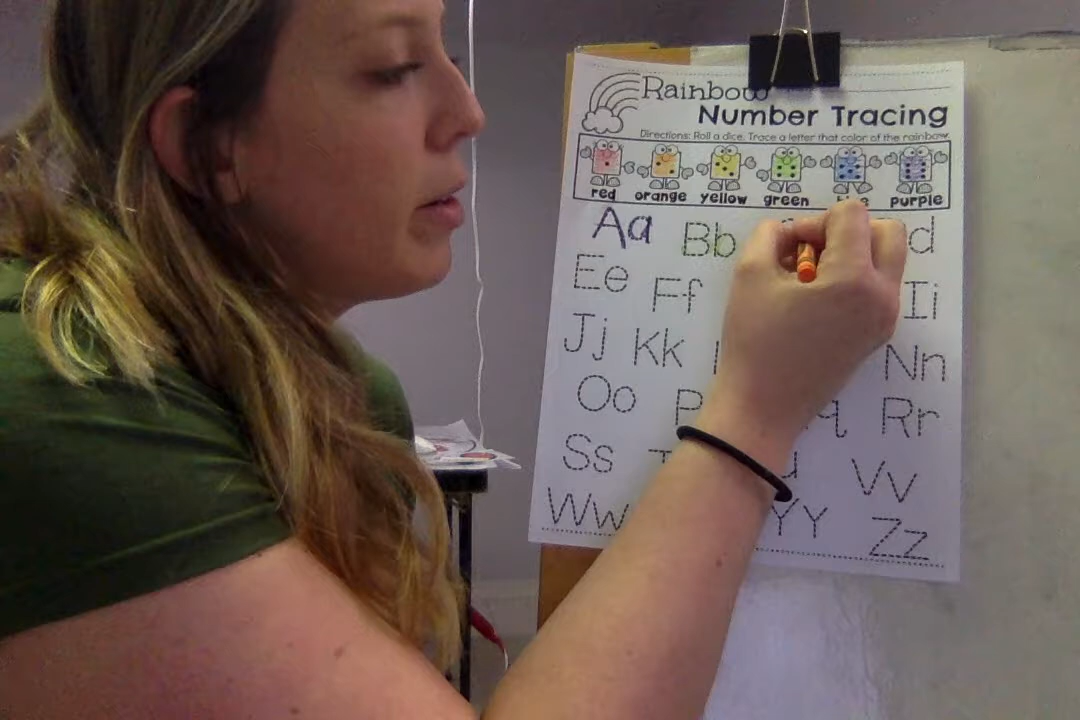 Rainbow
Number Tracing
Directions: Roll a dice. Trace a letter that color of the rainbow.
red orange yellow green purple
Aa Bb d
Ee Ff Ii
Jj Kk Nn
Oo P q Rr
Ss Vv
Ww Yy Zz